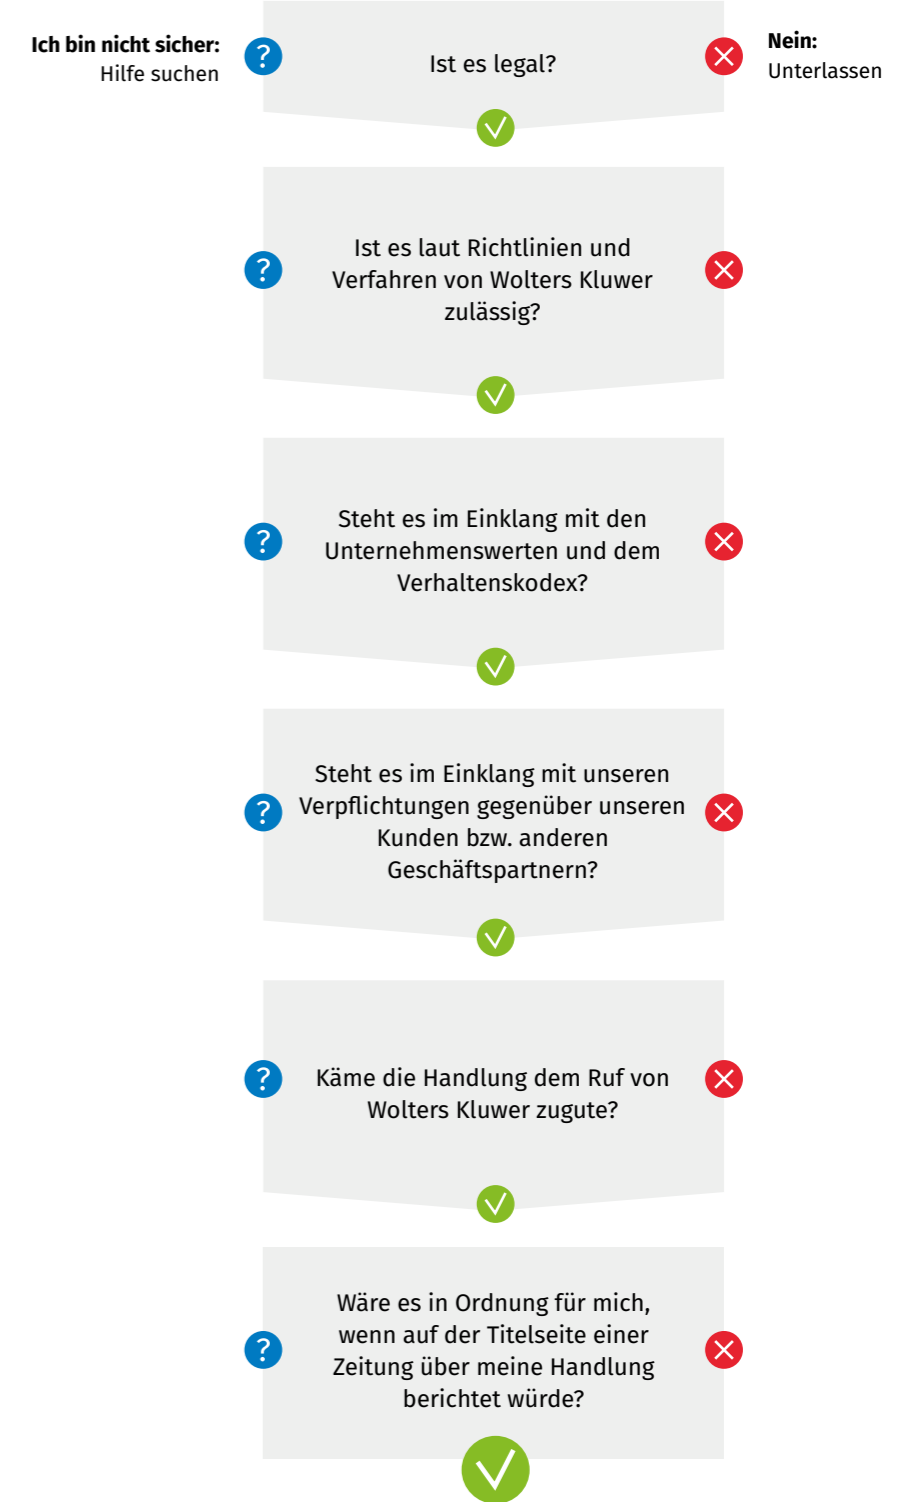 Ich bin nicht sicher:
Hilfe suchen
Ist es legal?
Nein:
Unterlassen
Ist es laut Richtlinien und
Verfahren von Wolters Kluwer
zulässig?
Steht es im Einklang mit den
Unternehmenswerten und dem
Verhaltenskodex?
Steht es im Einklang mit unseren
Verpflichtungen gegenüber unseren
Kunden bzw. anderen
Geschäftspartnern?
Käme die Handlung dem Ruf von
Wolters Kluwer zugute?
Wäre es in Ordnung für mich,
wenn auf der Titelseite einer
Zeitung über meine Handlung
berichtet würde?